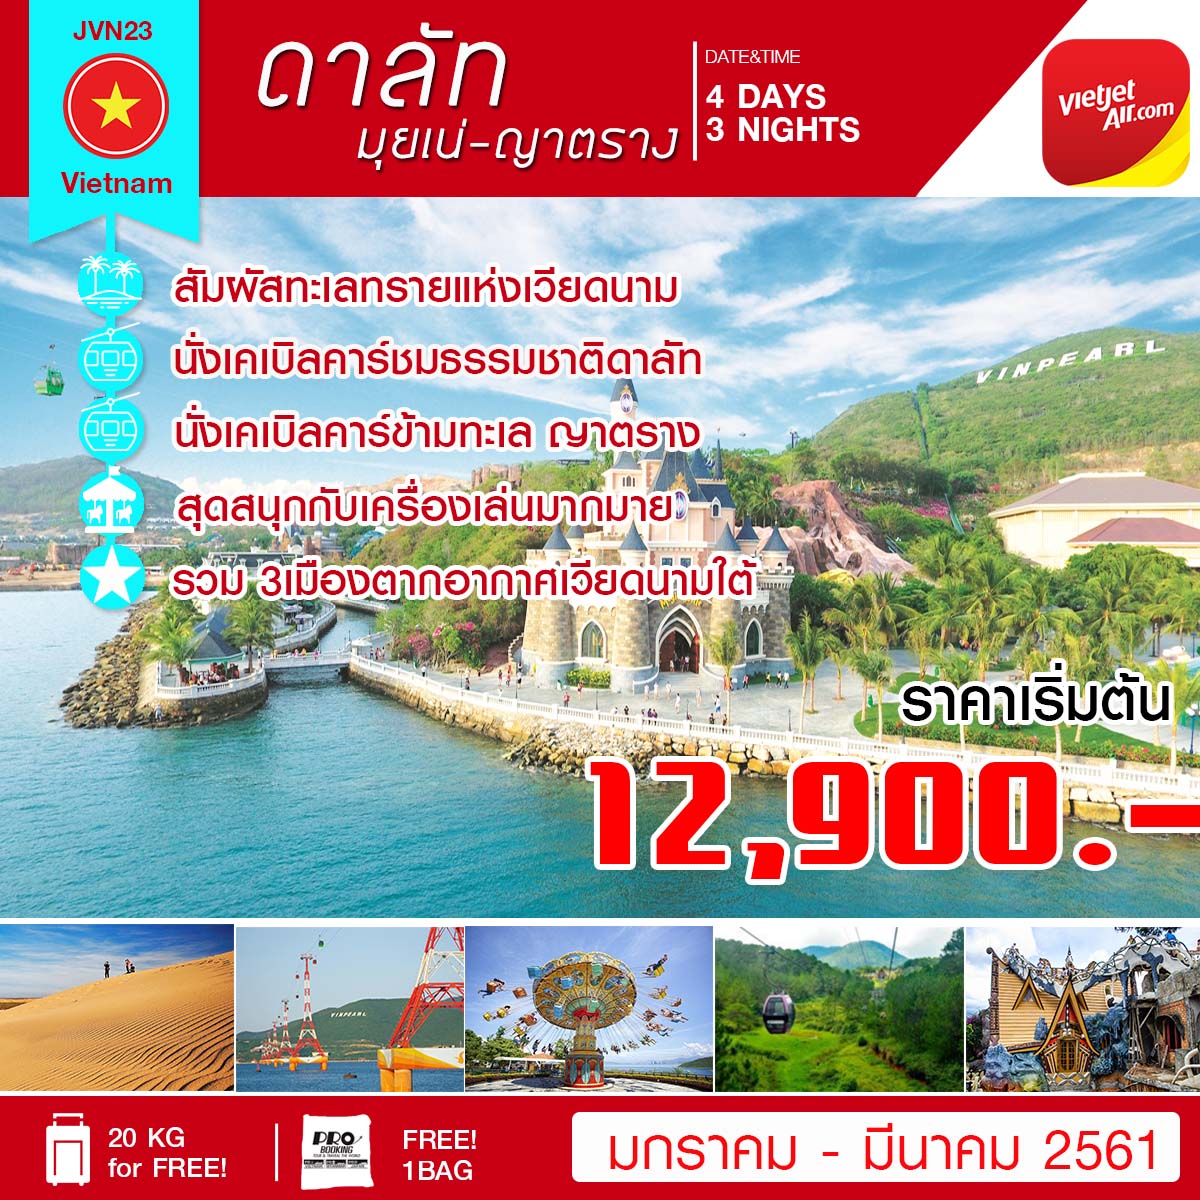 JVN23
Vietnam
ดาลัท
มุยเน่-ญาตราง
DATE&TIME
4 DAYS
3 NIGHTS
Vietjet
Air.com
สัมผัสทะเลทรายแห่งเวียดนาม
นั่งเคเบิลคาร์ชมธรรมชาติดาลัท
นั่งเคเบิลคาร์ข้ามทะเล ญาตราง
สุดสนุกกับเครื่องเล่นมากมาย
รวม 3เมืองตากอากาศเวียดนามใต้
VINPEARL
ราคาเริ่มต้น
12,900.-
VINPEARL
20 KG
for FREE!
PRO
BOOKING
TOUR & TRAVEL THE WORLD
FREE!
1BAG
มกราคม - มีนาคม 2561